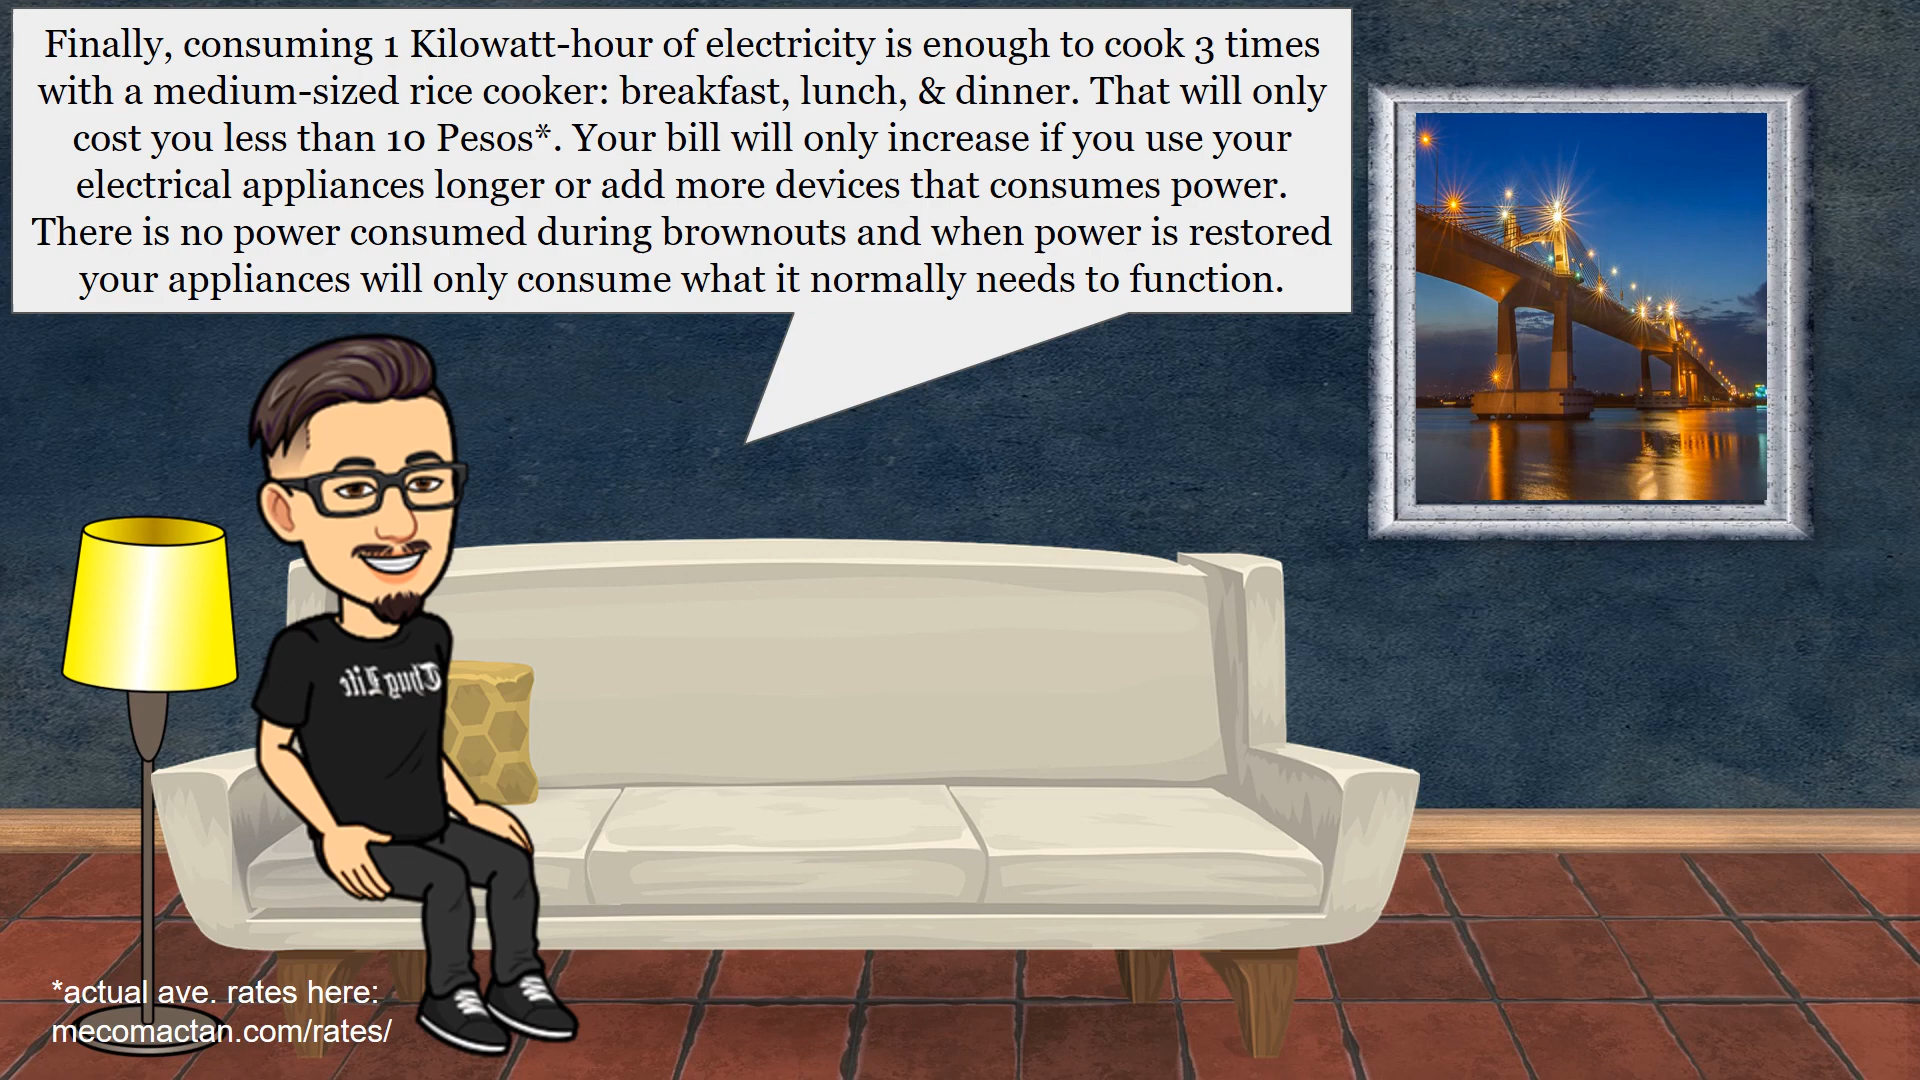 Finally, consuming 1 Kilowatt-hour of electricity is enough to cook 3 times
with a medium-sized rice cooker: breakfast, lunch, & dinner. That will only
cost you less than 10 Pesos*. Your bill will only increase if you use your
electrical appliances longer or add more devices that consumes power.
There is no power consumed during brownouts and when power is restored
your appliances will only consume what it normally needs to function.
Thug Life
*actual ave. rates here:
mecomactan.com/rates/